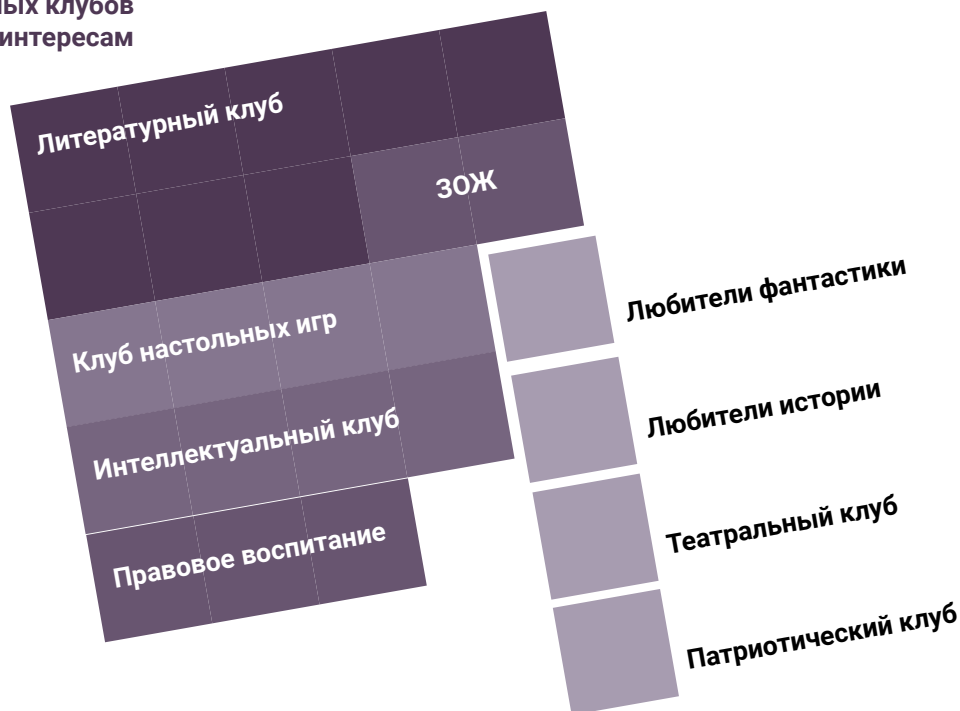 клубов
интересам
Литературный клуб
ЗОЖ
Клуб настольных игр
Интеллектуальный клуб
Правовое воспитание
Любители фантастики
Любители истории
Театральный клуб
Патриотический клуб